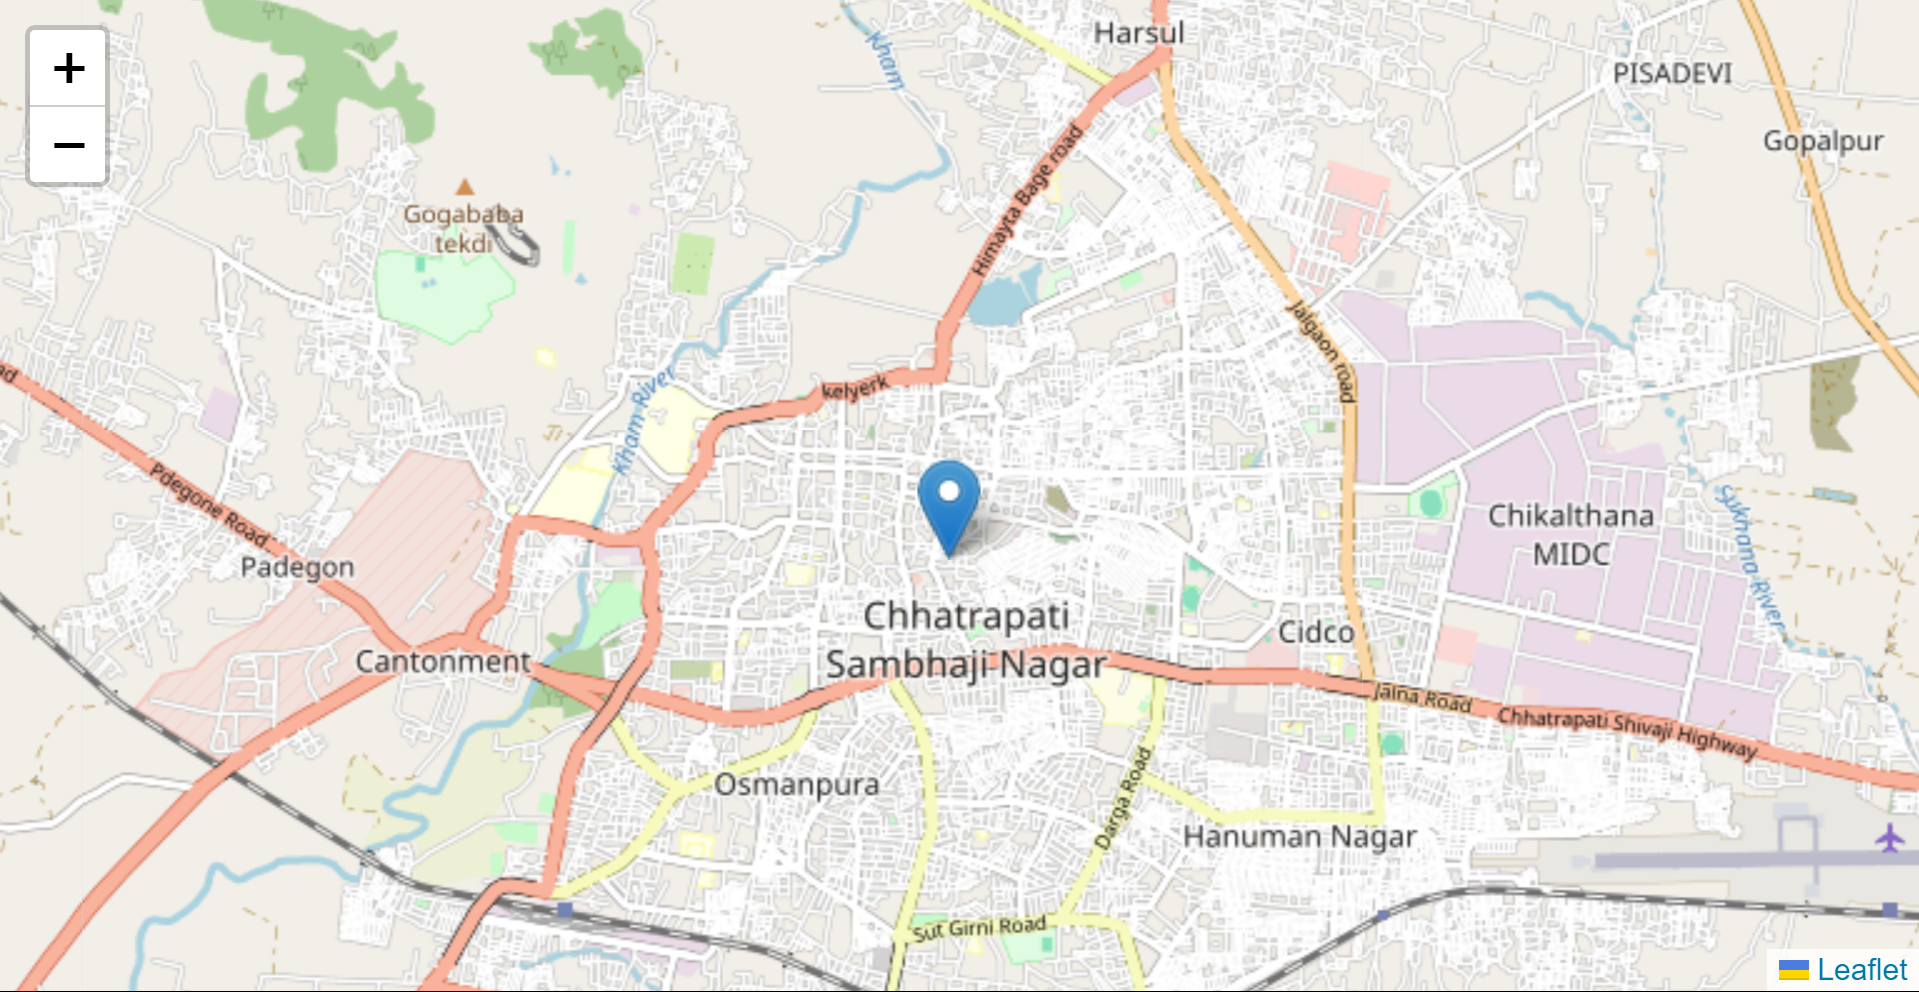 +
−
Kham
Harsul
PISADEVI
Gopalpur
Himayta Bage road
Gogababa
tekdi
Jalgaon road
ad
kelyerk
Kham River
Pdegone Road
Padegon
Chikalthana
MIDC
Sukhana River
Chhatrapati
Sambhaji Nagar
Cidco
Cantonment
Jalna Road
Chhatrapati Shivaji Highway
Osmanpura
Darga Road
Hanuman Nagar
Sut Girni Road
Leaflet